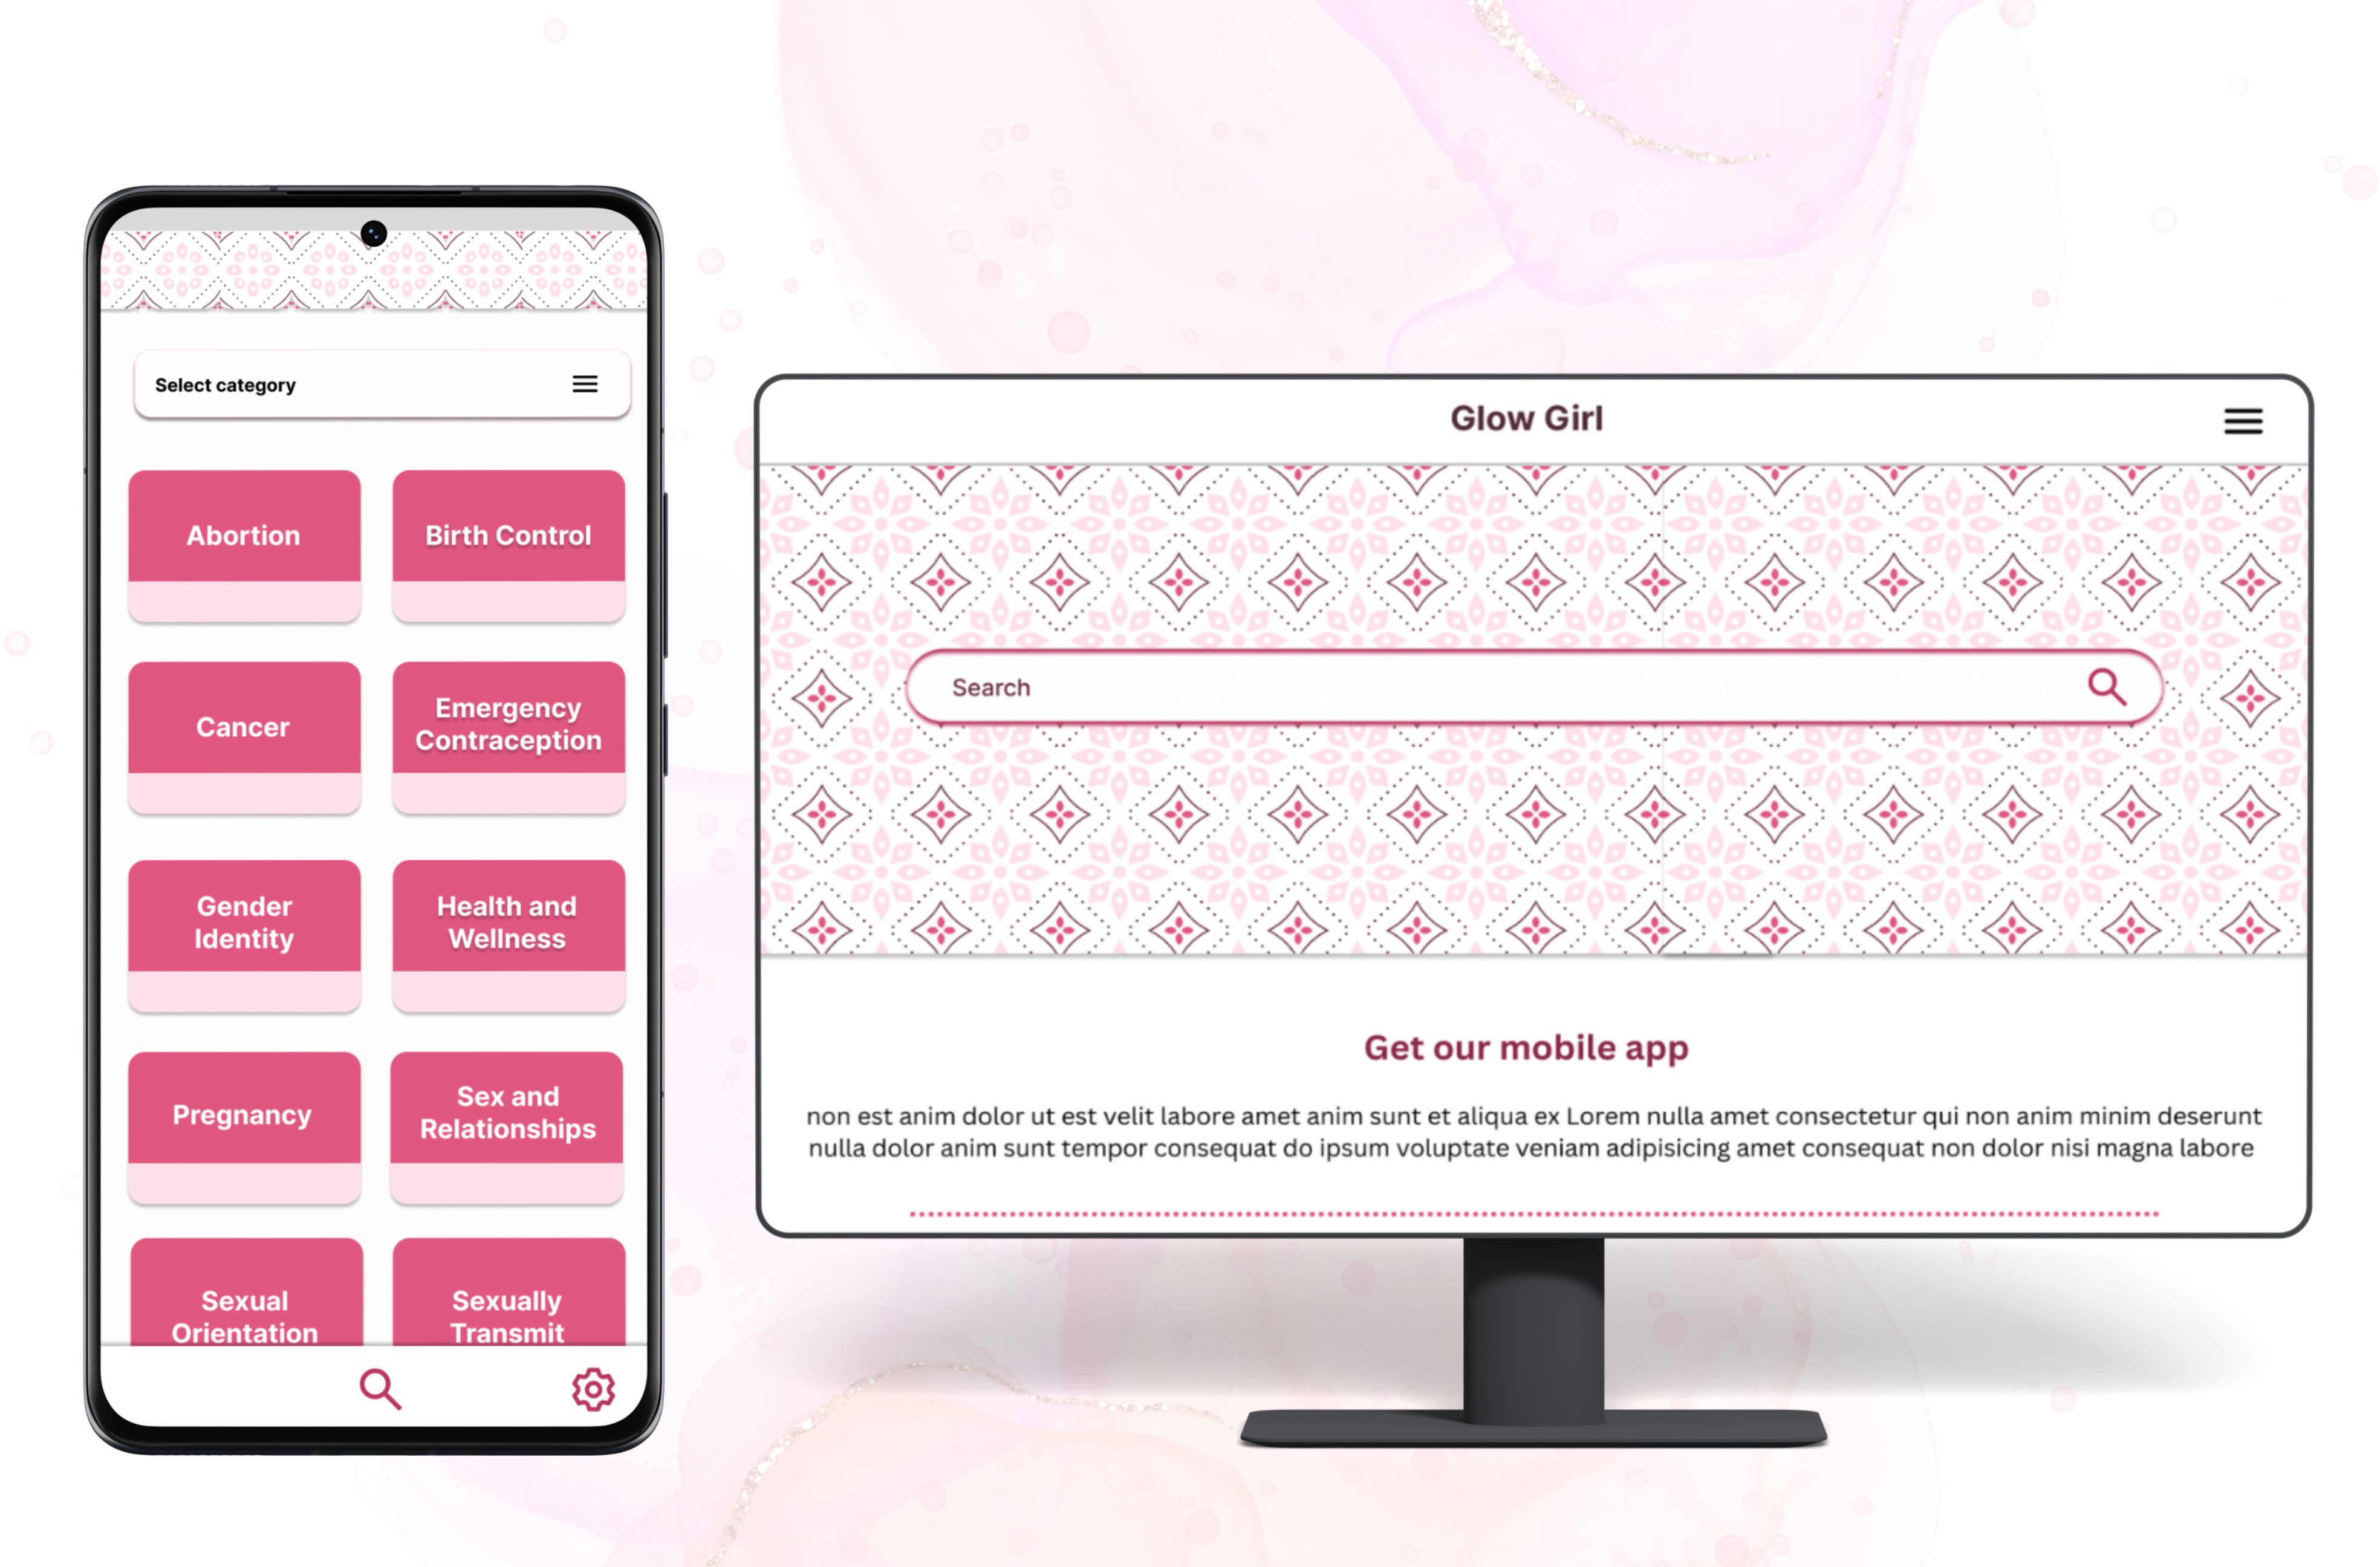 Select category
Abortion
Birth Control
Cancer
Emergency
Contraception
Gender
Identity
Health and
Wellness
Pregnancy
Sex and
Relationships
Sexual
Orientation
Sexually
Transmit
Glow Girl
Search
Get our mobile app
non est anim dolor ut est velit labore amet anim sunt et aliqua ex Lorem nulla amet consectetur qui non anim minim deserunt
nulla dolor anim sunt tempor consequat do ipsum voluptate veniam adipisicing amet consequat non dolor nisi magna labore